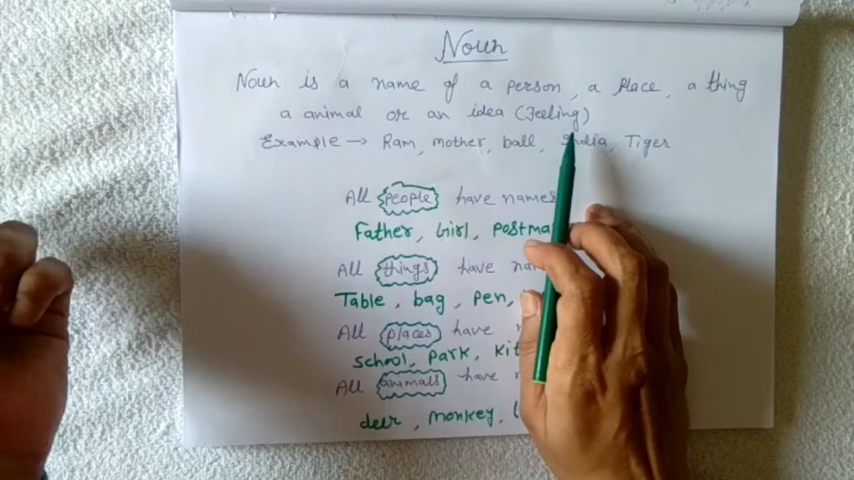 Noun
Noun is a name of a person, a place, a thing
a animal or an idea (Feeling)
Example → Ram, mother, ball, India, Tiger
All people have names
Father, Girl,
All things have
Table, bag, pen,
All places have
school, park,
All animals have
deer, monkey,